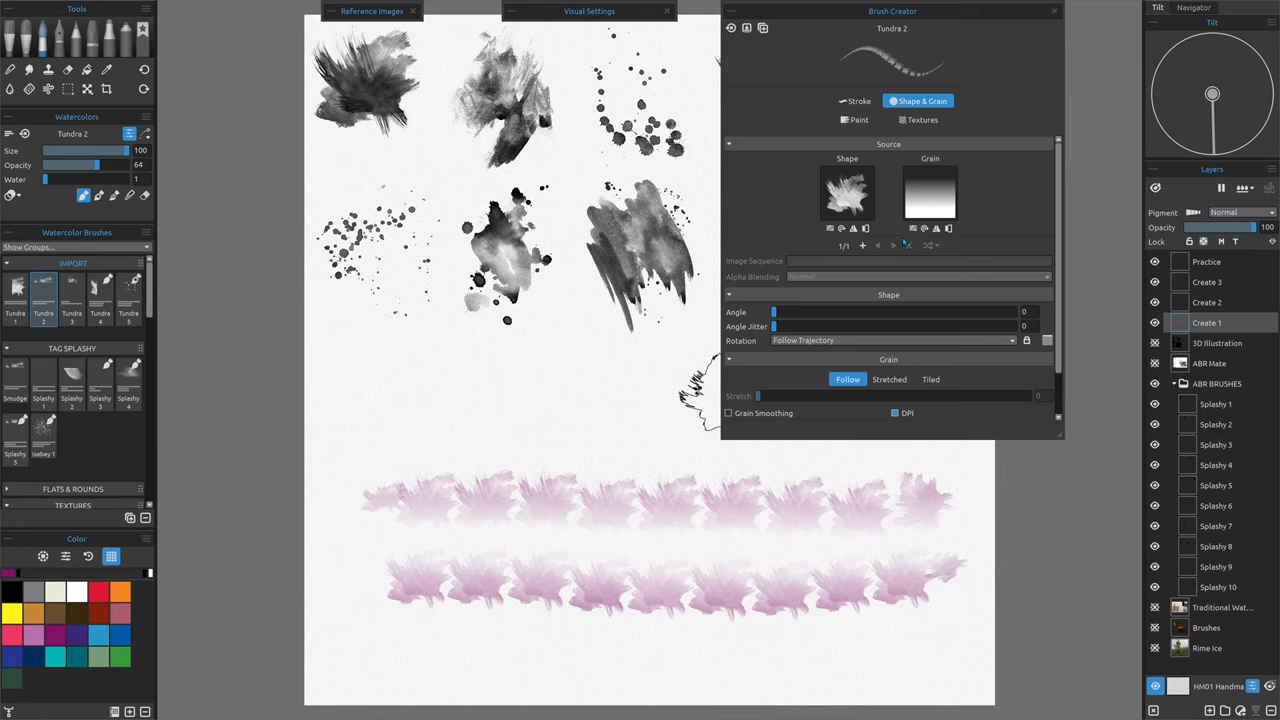 Tools
Reference Images
Visual Settings
Brush Creator
Tilt
Navigator
Tilt
Tundra 2
Stroke
Shape & Grain
Paint
Textures
Watercolors
Tundra 2
Size 100
Opacity 64
Water 1
Watercolor Brushes
Show Groups...
IMPORT
Tundra 1
Tundra 2
Tundra 3
Tundra 4
Tundra 5
TAG SPLASHY
Smudge
Splashy 1
Splashy 2
Splashy 3
Splashy 4
Splashy 5
Isabey 1
FLATS & ROUNDS
TEXTURES
Color
Source
Shape
Grain
1/1
Image Sequence
Alpha Blending
Normal
Shape
Angle 0
Angle Jitter 0
Rotation Follow Trajectory
Grain
Follow
Stretched
Tiled
Stretch 0
Grain Smoothing
DPI
Layers
Pigment Normal
Opacity 100
Lock
Practice
Create 3
Create 2
Create 1
3D Illustration
ABR Mate
ABR BRUSHES
Splashy 1
Splashy 2
Splashy 3
Splashy 4
Splashy 5
Splashy 6
Splashy 7
Splashy 8
Splashy 9
Splashy 10
Traditional Wat...
Brushes
Rime Ice
HM01 Handma